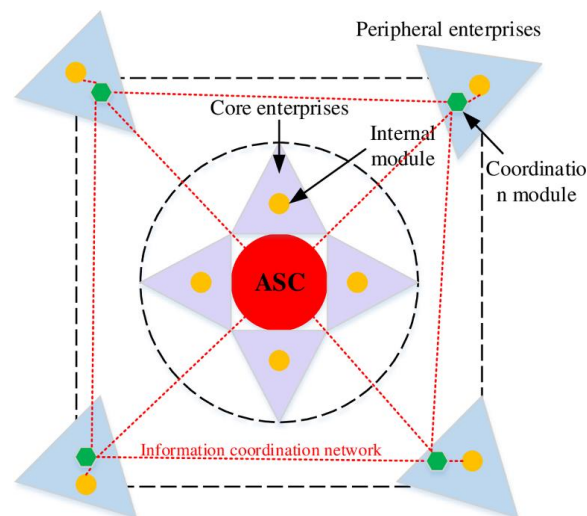 Peripheral enterprises
Core enterprises
Internal
module
Coordinatio
n module
ASC
Information coordination network